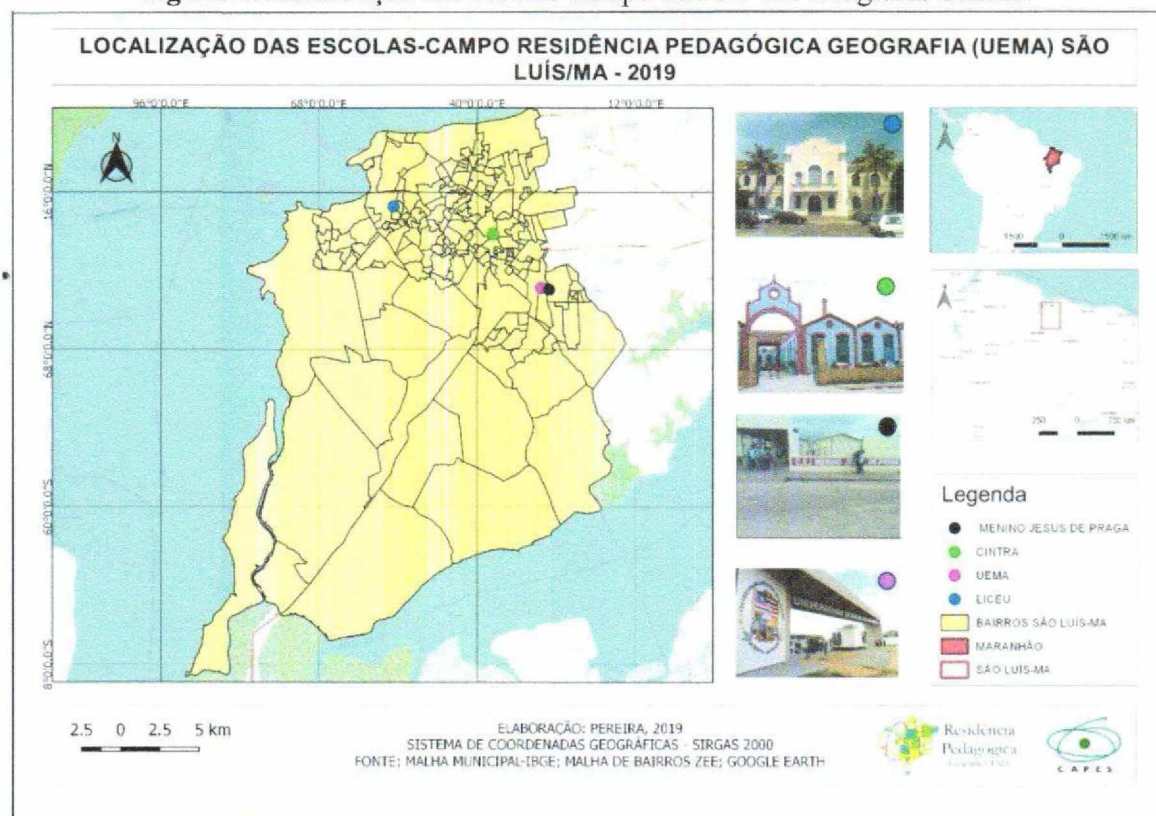 LOCALIZAÇÃO DAS ESCOLAS-CAMPO RESIDÊNCIA PEDAGÓGICA GEOGRAFIA (UEMA) SÃO
LUÍS/MA - 2019
96°0'0.0"E 68°0'0.0"E 40°0'0.0"E 12°0'0.0"E
N
16°0'0.0"N
68°0'0.0"N
60°0'0.0"S
8°0'0.0"S
N
1500 0 1500 km
N
250 0 250 km
Legenda
MENINO JESUS DE PRAGA
CINTRA
UEMA
LICEU
BAIRROS SÃO LUÍS-MA
MARANHÃO
SÃO LUÍS-MA
2.5 0 2.5 5 km
ELABORAÇÃO: PEREIRA, 2019
SISTEMA DE COORDENADAS GEOGRÁFICAS - SIRGAS 2000
FONTE: MALHA MUNICIPAL-IBGE; MALHA DE BAIRROS ZEE; GOOGLE EARTH
Residência
Pedagógica
CAPES